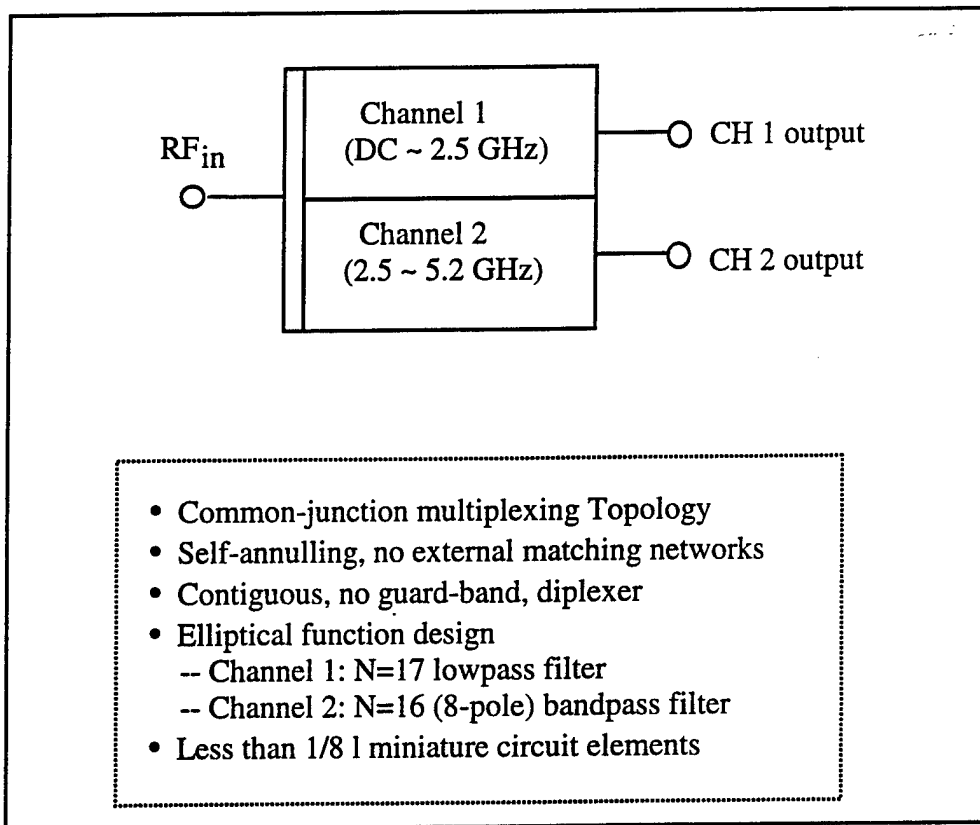 RFin
Channel 1
(DC ~ 2.5 GHz)
CH 1 output
Channel 2
(2.5 ~ 5.2 GHz)
CH 2 output
• Common-junction multiplexing Topology
• Self-annulling, no external matching networks
• Contiguous, no guard-band, diplexer
• Elliptical function design
-- Channel 1: N=17 lowpass filter
-- Channel 2: N=16 (8-pole) bandpass filter
• Less than 1/8 l miniature circuit elements